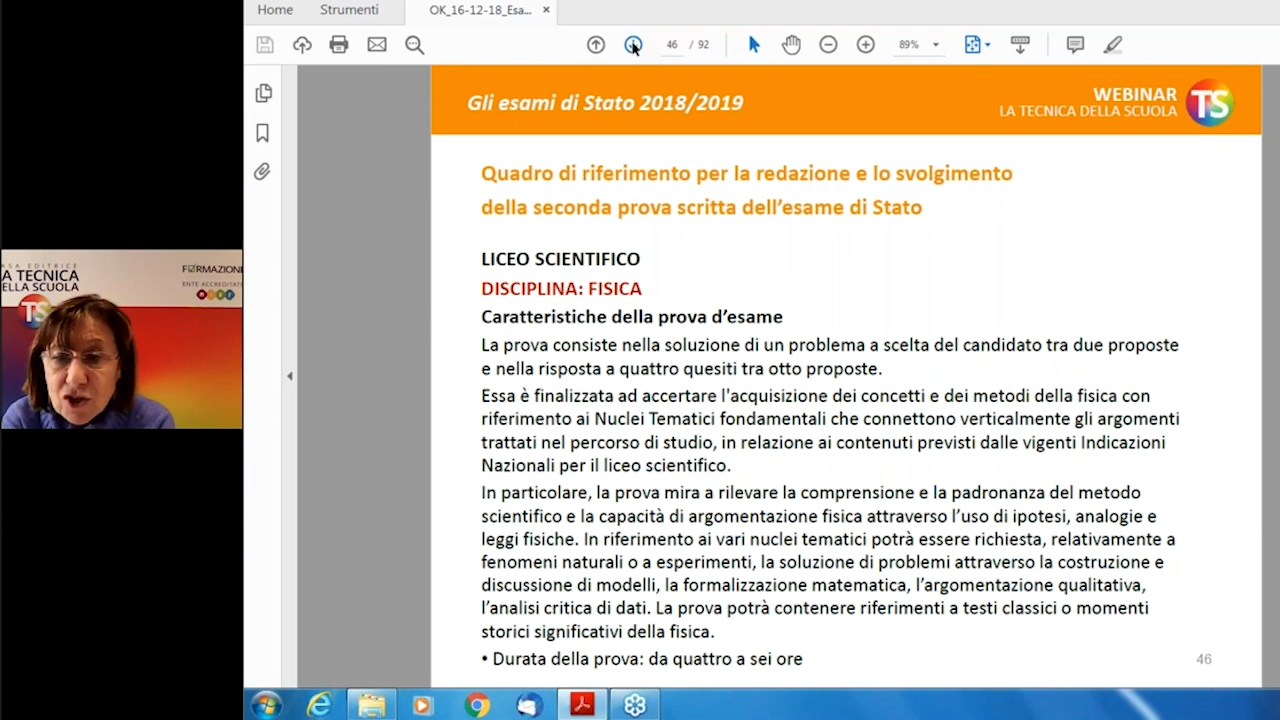 Home Strumenti OK_16-12-18_Esa... ×
46 / 92 89%
Gli esami di Stato 2018/2019
WEBINAR
LA TECNICA DELLA SCUOLA
TS
Quadro di riferimento per la redazione e lo svolgimento
della seconda prova scritta dell'esame di Stato
LICEO SCIENTIFICO
DISCIPLINA: FISICA
Caratteristiche della prova d'esame
La prova consiste nella soluzione di un problema a scelta del candidato tra due proposte
e nella risposta a quattro quesiti tra otto proposte.
Essa è finalizzata ad accertare l'acquisizione dei concetti e dei metodi della fisica con
riferimento ai Nuclei Tematici fondamentali che connettono verticalmente gli argomenti
trattati nel percorso di studio, in relazione ai contenuti previsti dalle vigenti Indicazioni
Nazionali per il liceo scientifico.
In particolare, la prova mira a rilevare la comprensione e la padronanza del metodo
scientifico e la capacità di argomentazione fisica attraverso l'uso di ipotesi, analogie e
leggi fisiche. In riferimento ai vari nuclei tematici potrà essere richiesta, relativamente a
fenomeni naturali o a esperimenti, la soluzione di problemi attraverso la costruzione e
discussione di modelli, la formalizzazione matematica, l'argomentazione qualitativa,
l'analisi critica di dati. La prova potrà contenere riferimenti a testi classici o momenti
storici significativi della fisica.
• Durata della prova: da quattro a sei ore
46
ASA EDITRICE
A TECNICA
ELLA SCUOLA
TS
FORMAZIONE
ENTE ACCREDITAT